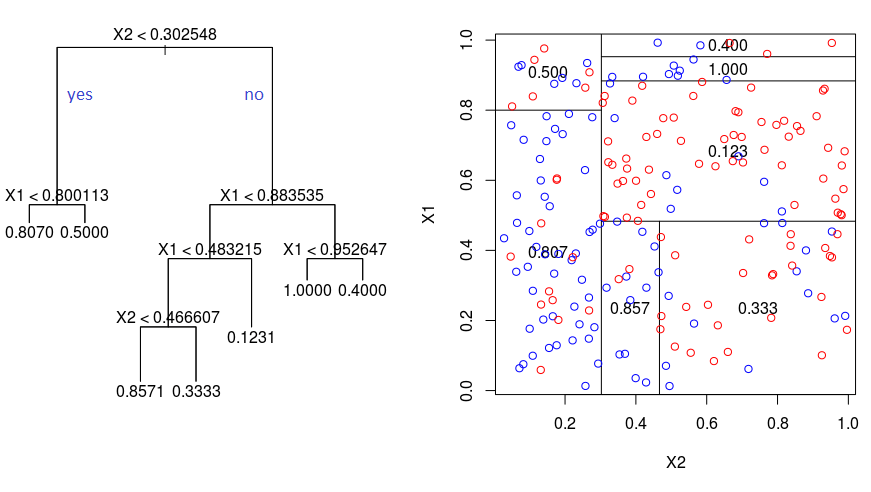 X2 < 0.302548
yes
no
X1 < 0.800113
X1 < 0.883535
0.8070 0.5000
X1 < 0.483215
X1 < 0.952647
1.0000 0.4000
X2 < 0.466607
0.1231
0.8571 0.3333
1.0
0.8
0.6
0.4
0.2
0.0
X1
0.400
0.500
1.000
0.123
0.807
0.857
0.333
0.2 0.4 0.6 0.8 1.0
X2